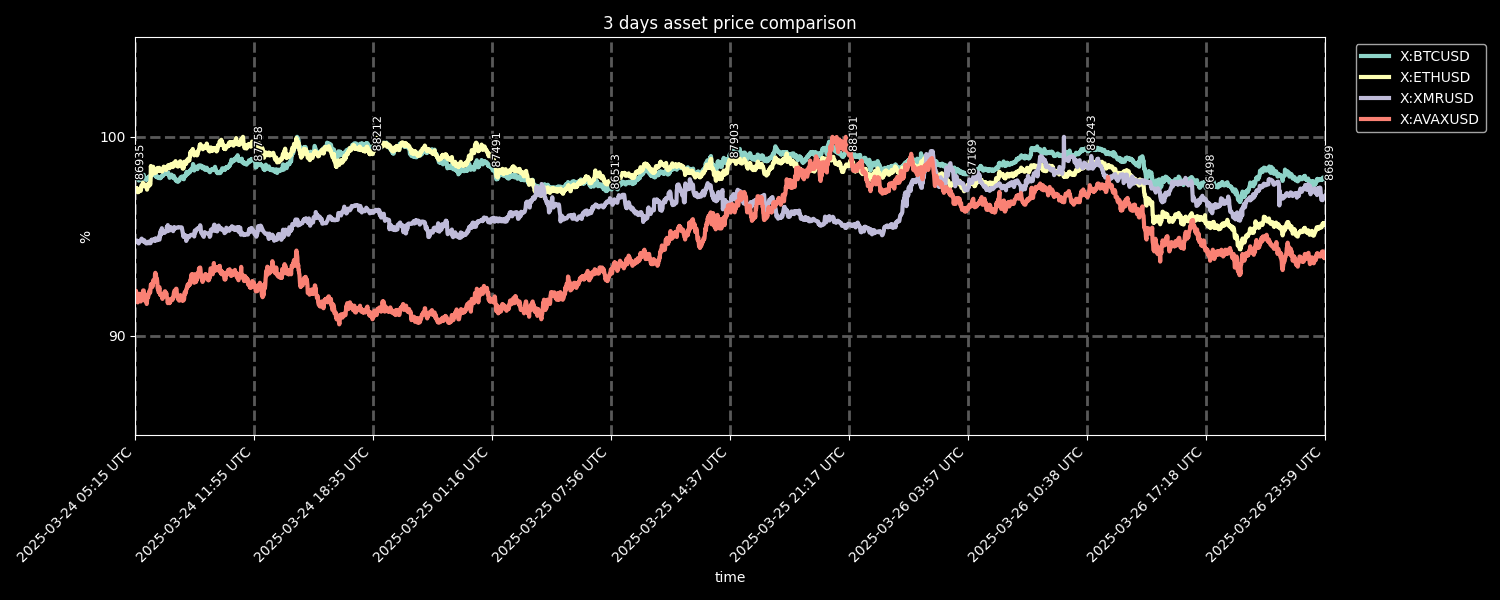 3 days asset price comparison
X:BTCUSD
X:ETHUSD
X:XMRUSD
X:AVAXUSD
100
90
%
86935
87758
88212
87491
86513
87903
88191
87169
88243
86498
86899
2025-03-24 05:15 UTC
2025-03-24 11:55 UTC
2025-03-24 18:35 UTC
2025-03-25 01:16 UTC
2025-03-25 07:56 UTC
2025-03-25 14:37 UTC
2025-03-25 21:17 UTC
2025-03-26 03:57 UTC
2025-03-26 10:38 UTC
2025-03-26 17:18 UTC
2025-03-26 23:59 UTC
time